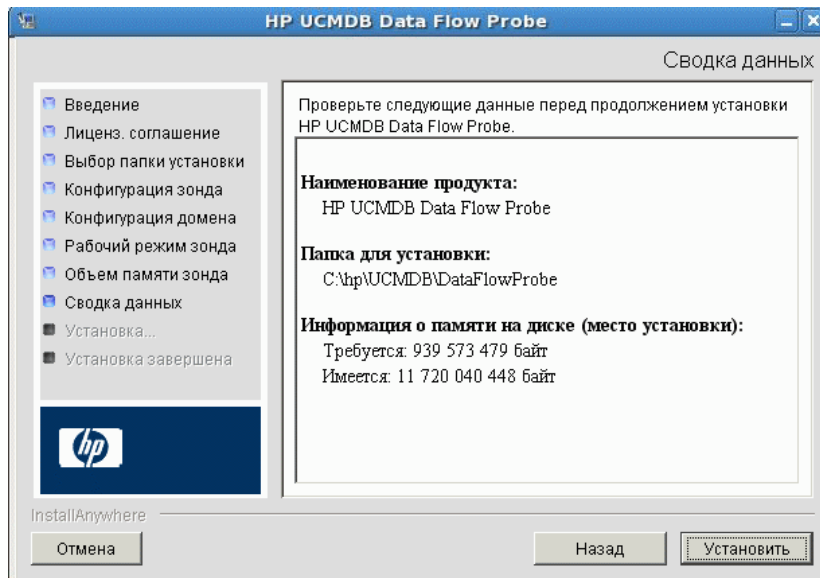 HP UCMDB Data Flow Probe
Сводка данных
Введение
Лиценз. соглашение
Выбор папки установки
Конфигурация зонда
Конфигурация домена
Рабочий режим зонда
Объем памяти зонда
Сводка данных
Установка...
Установка завершена
hp
Проверьте следующие данные перед продолжением установки
HP UCMDB Data Flow Probe.
Наименование продукта:
HP UCMDB Data Flow Probe
Папка для установки:
C:\hp\UCMDB\DataFlowProbe
Информация о памяти на диске (место установки):
Требуется: 939 573 479 байт
Имеется: 11 720 040 448 байт
InstallAnywhere
Отмена
Назад
Установить